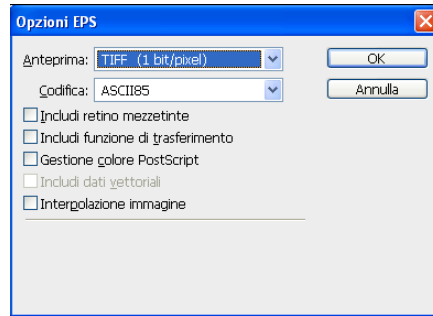 Opzioni EPS
Anteprima: TIFF (1 bit/pixel) OK
Codifica: ASCII85 Annulla
Includi retino mezzetinte
Includi funzione di trasferimento
Gestione colore PostScript
Includi dati vettoriali
Interpolazione immagine